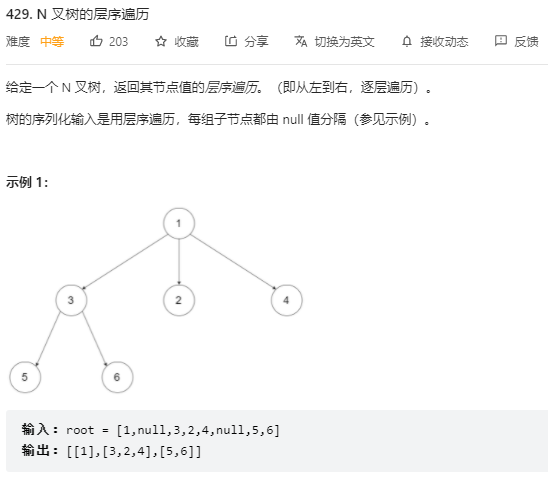 429. N 叉树的层序遍历
难度 中等 203 收藏 分享 切换为英文 接收动态 反馈
给定一个 N 叉树，返回其节点值的层序遍历。（即从左到右，逐层遍历）。
树的序列化输入是用层序遍历，每组子节点都由 null 值分隔（参见示例）。
示例 1：
1
3 2 4
5 6
输入：root = [1,null,3,2,4,null,5,6]
输出：[[1],[3,2,4],[5,6]]